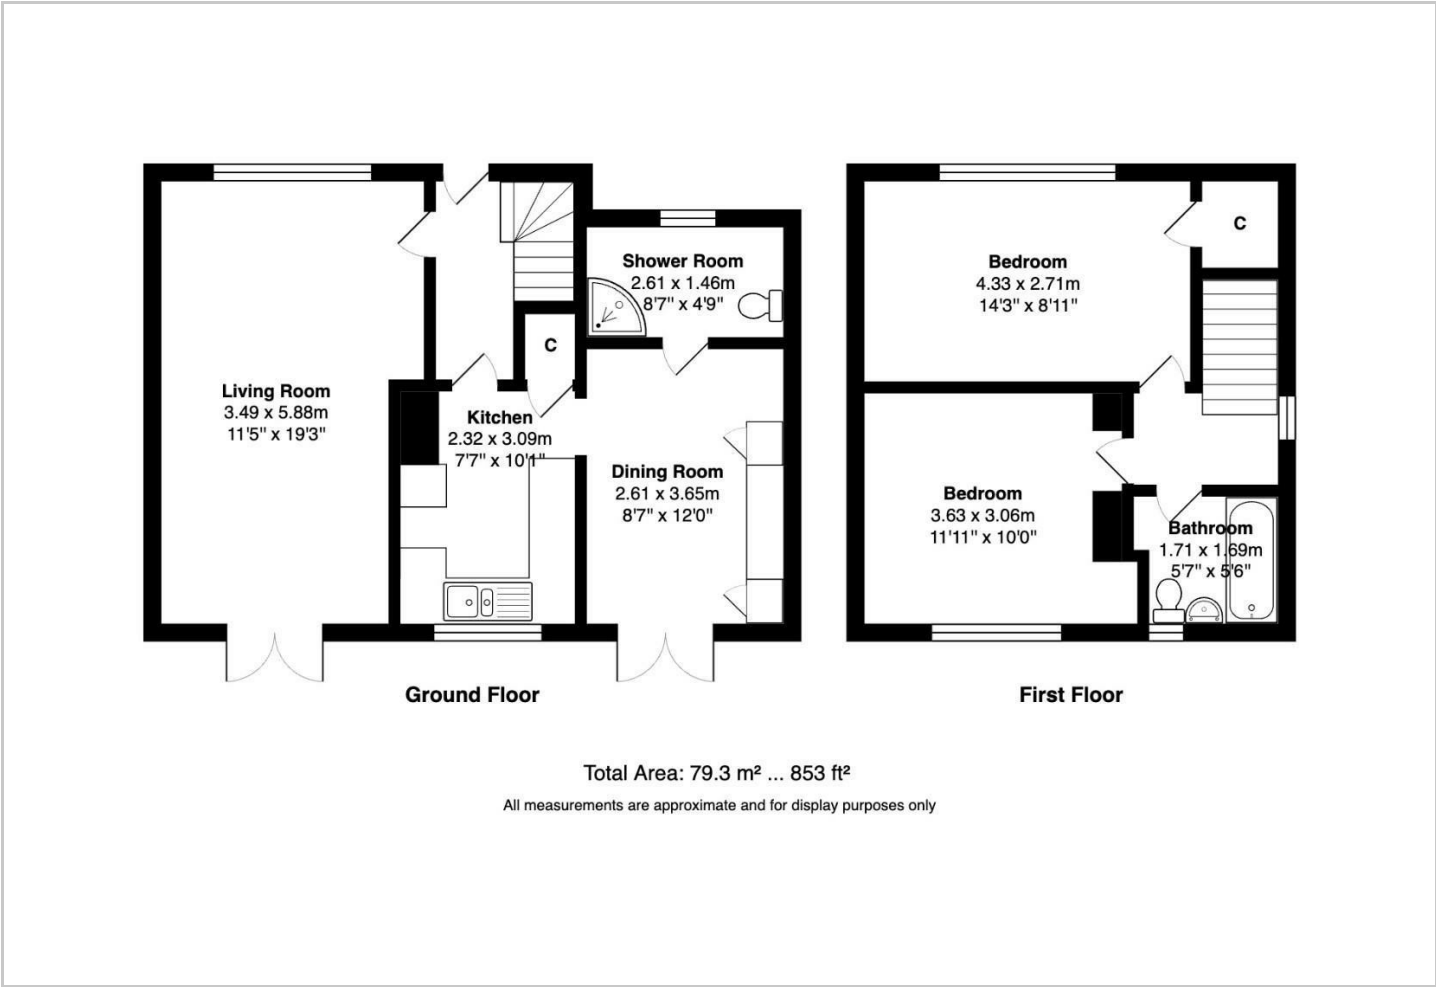 Living Room
3.49 x 5.88m
11'5" x 19'3"
Kitchen
2.32 x 3.09m
7'7" x 10'1"
C
Shower Room
2.61 x 1.46m
8'7" x 4'9"
Dining Room
2.61 x 3.65m
8'7" x 12'0"
Ground Floor
Bedroom
4.33 x 2.71m
14'3" x 8'11"
C
Bedroom
3.63 x 3.06m
11'11" x 10'0"
Bathroom
1.71 x 1.69m
5'7" x 5'6"
First Floor
Total Area: 79.3 m² ... 853 ft²
All measurements are approximate and for display purposes only